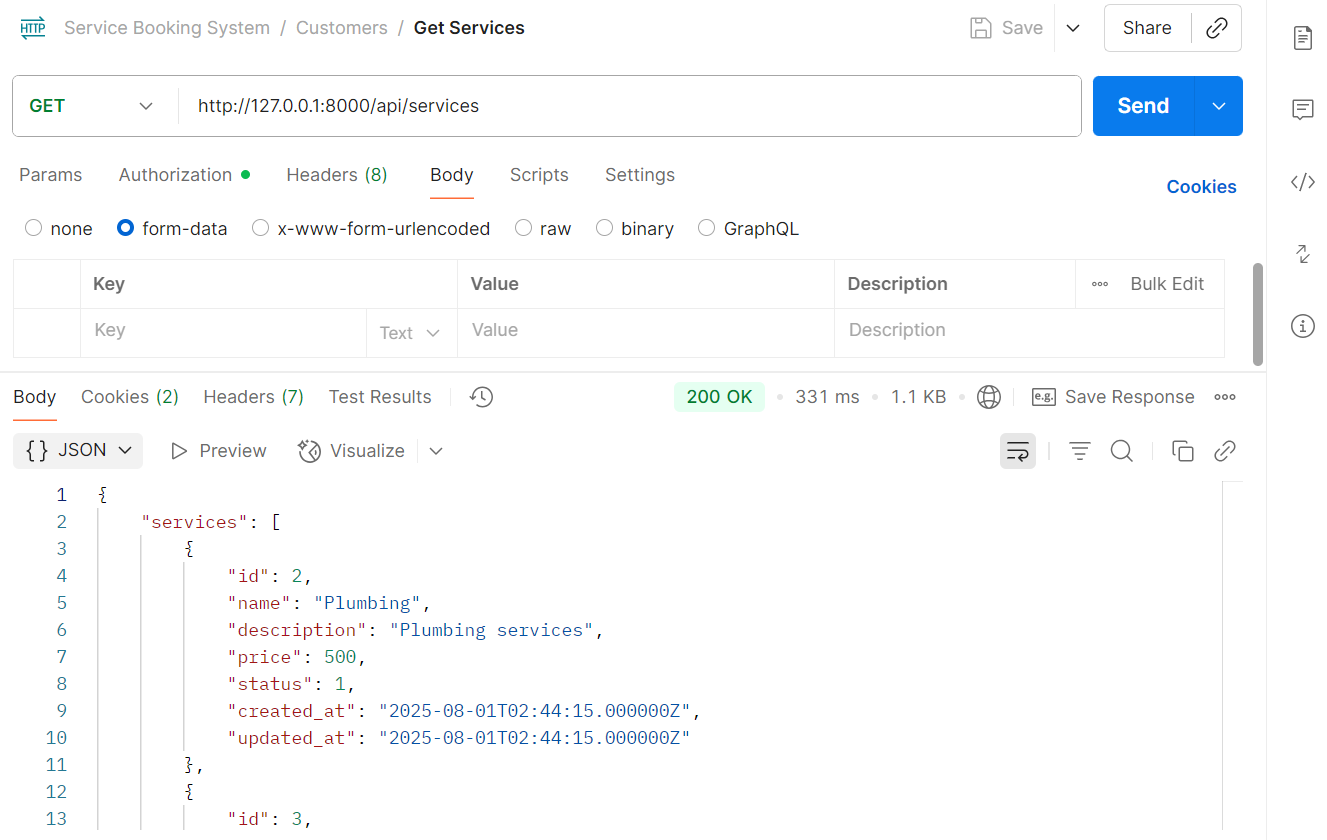 HTTP Service Booking System / Customers / Get Services Save Share
GET http://127.0.0.1:8000/api/services Send
Params Authorization Headers (8) Body Scripts Settings Cookies
none form-data x-www-form-urlencoded raw binary GraphQL
Key Value Description Bulk Edit
Key Text Value Description
Body Cookies (2) Headers (7) Test Results 200 OK 331 ms 1.1 KB e.g. Save Response
{} JSON Preview Visualize
1 {
2 "services": [
3 {
4 "id": 2,
5 "name": "Plumbing",
6 "description": "Plumbing services",
7 "price": 500,
8 "status": 1,
9 "created_at": "2025-08-01T02:44:15.000000Z",
10 "updated_at": "2025-08-01T02:44:15.000000Z"
11 },
12 {
13 "id": 3,